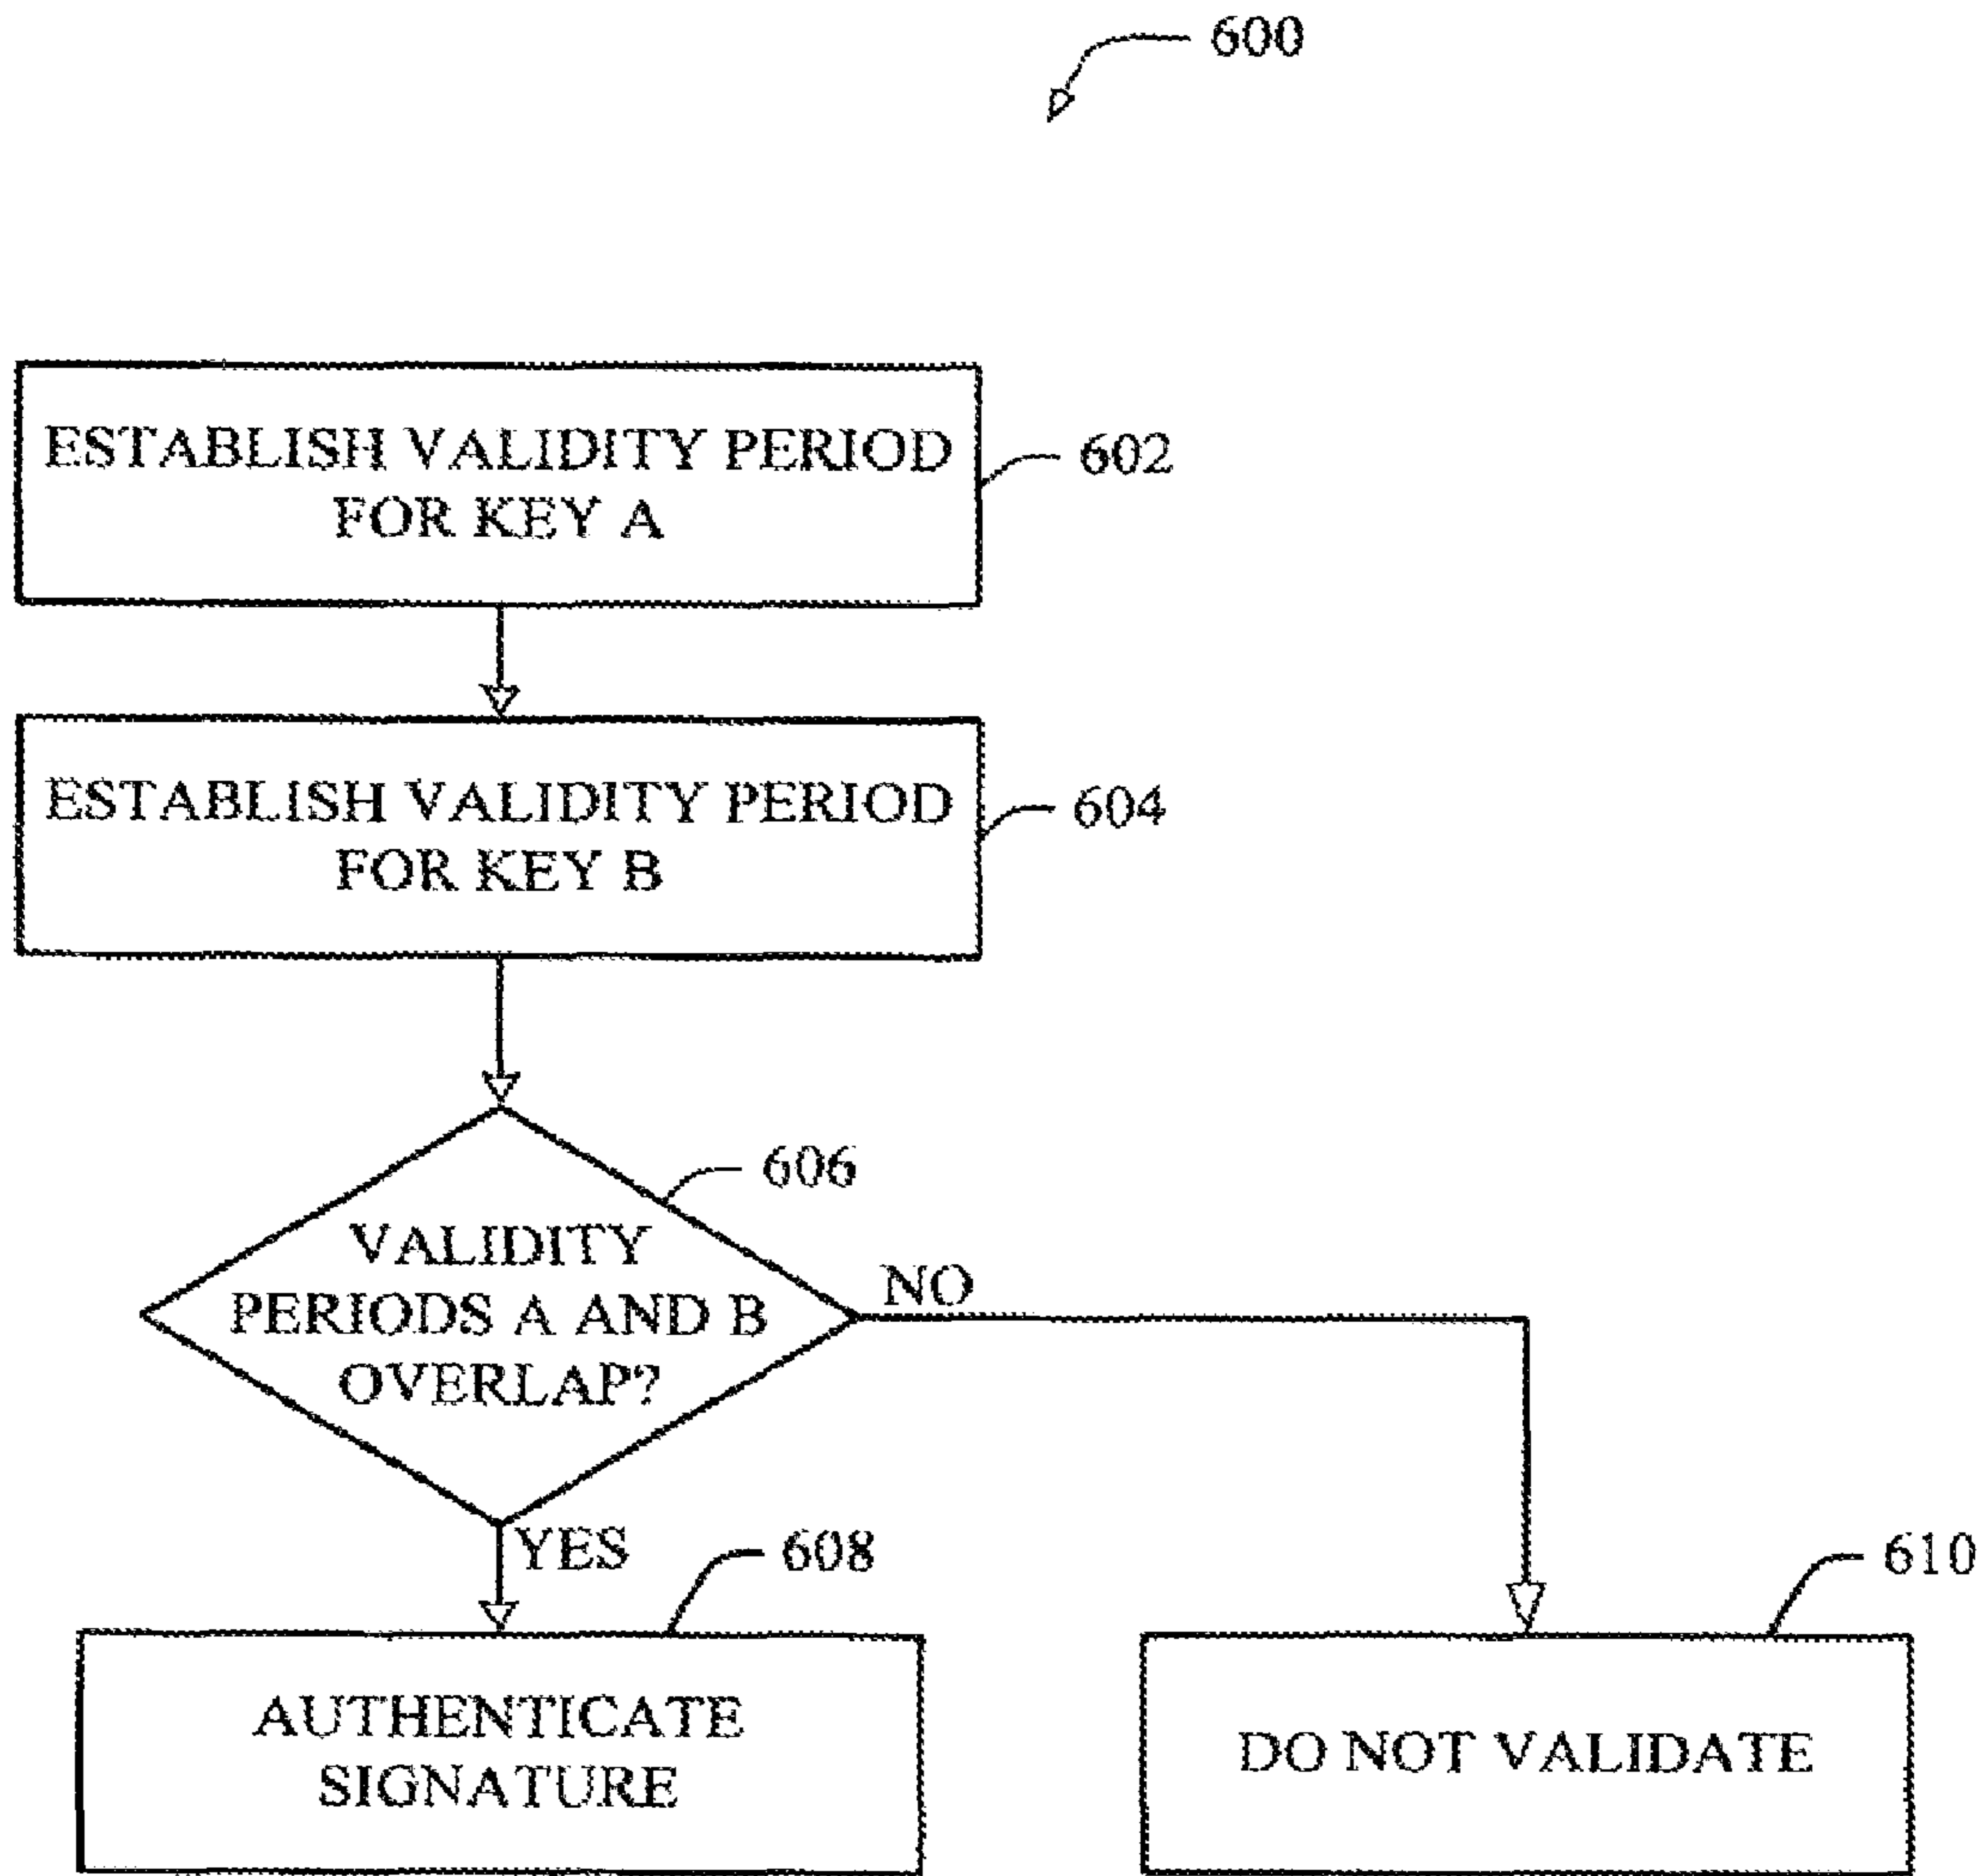 600
ESTABLISH VALIDITY PERIOD
FOR KEY A
602
ESTABLISH VALIDITY PERIOD
FOR KEY B
604
606
VALIDITY
PERIODS A AND B
OVERLAP?
NO
YES
608
610
AUTHENTICATE
SIGNATURE
DO NOT VALIDATE